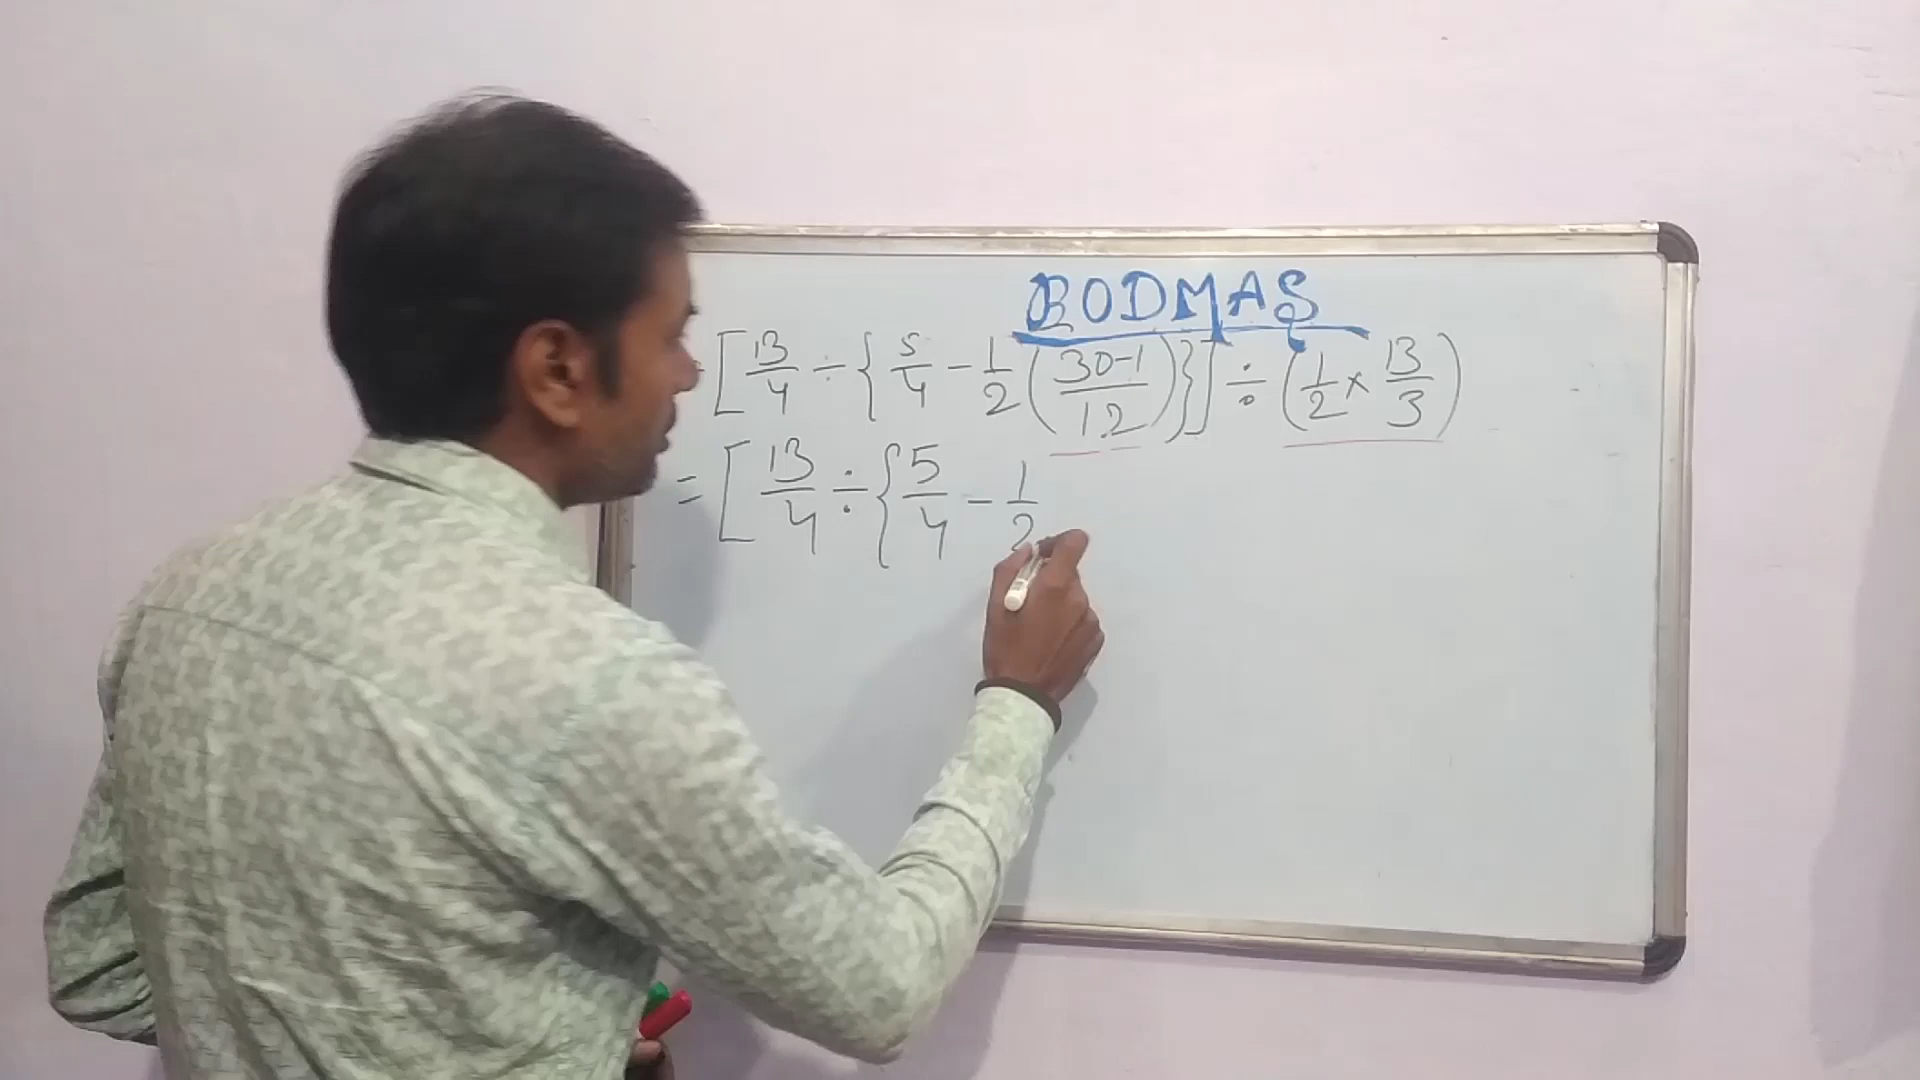 BODMAS
= [13/4 ÷ {5/4 - 1/2 (30-1/12)}] ÷ (1/2 × 13/3)
= [13/4 ÷ {5/4 - 1/2